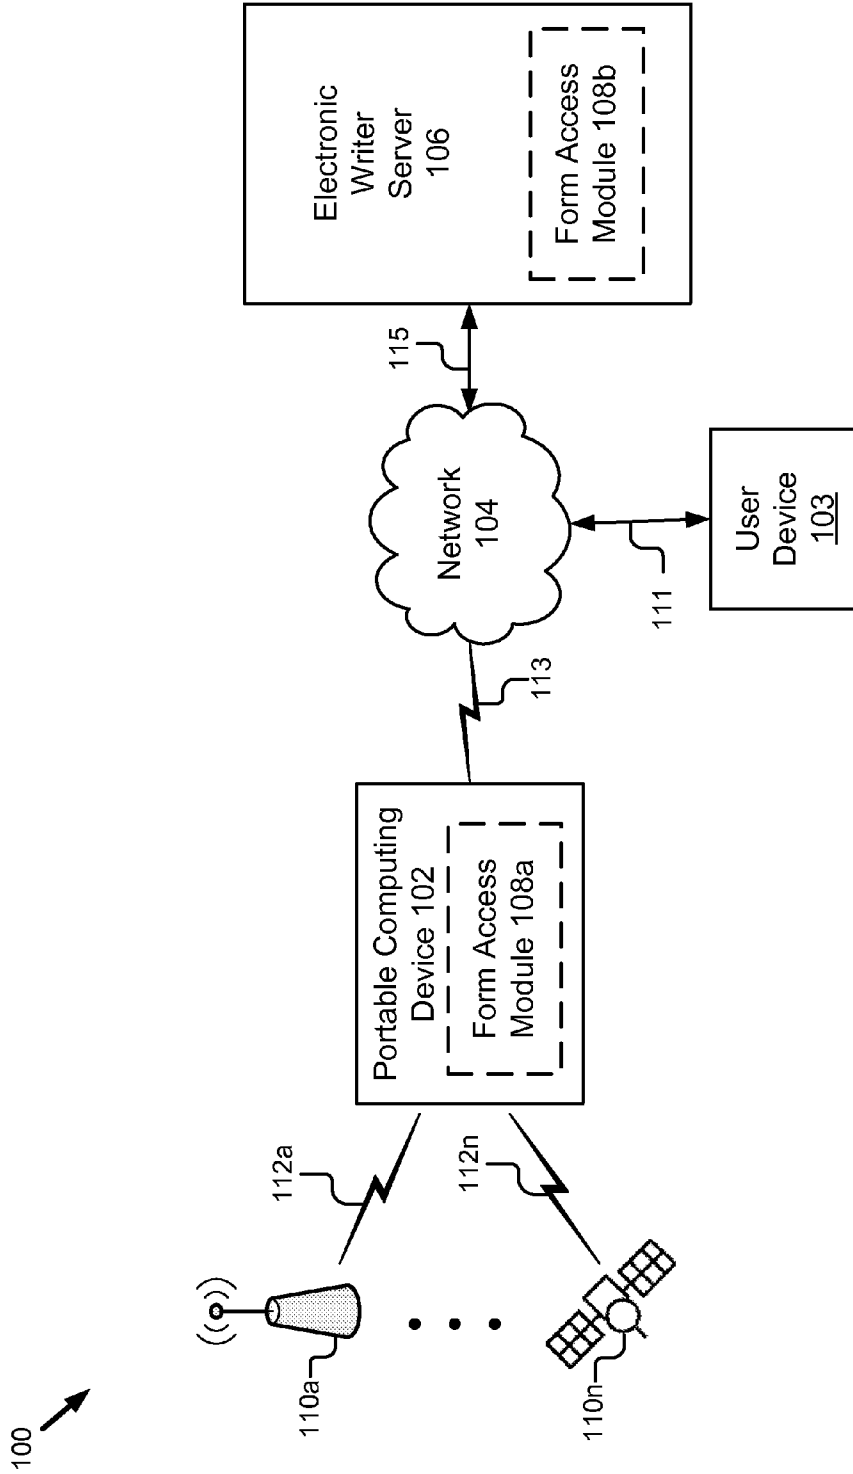 100
110a
110n
112a
112n
Portable Computing
Device 102
Form Access
Module 108a
113
Network
104
111
User
Device
103
115
Electronic
Writer
Server
106
Form Access
Module 108b